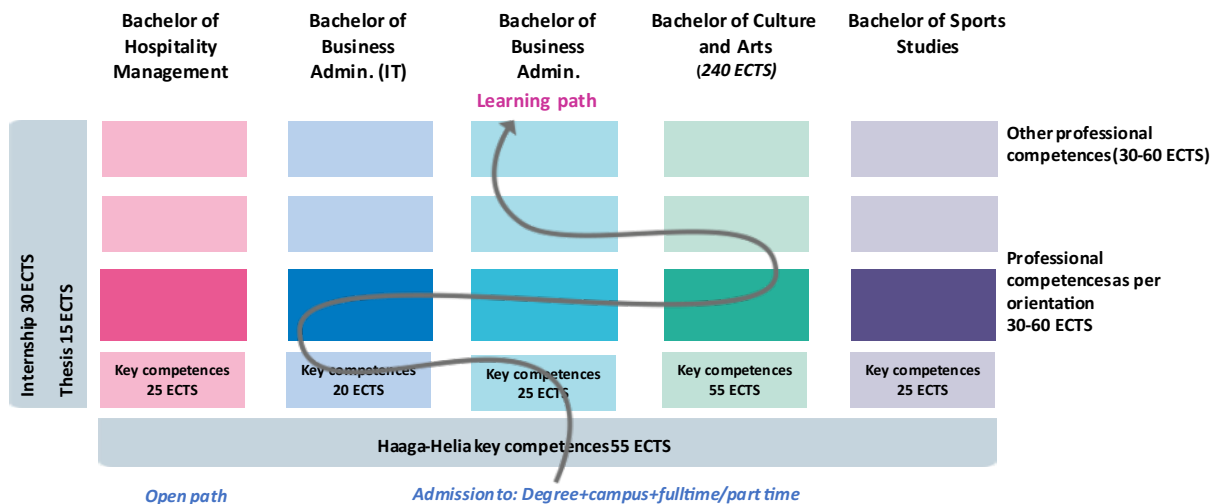 Bachelor of
Hospitality
Management
Bachelor of
Business
Admin. (IT)
Bachelor of
Business
Admin.
Bachelor of Culture
and Arts
(240 ECTS)
Bachelor of Sports
Studies
Learning path
Other professional
competences (30-60 ECTS)
Professional
competences as per
orientation
30-60 ECTS
Internship 30 ECTS
Thesis 15 ECTS
Key competences
25 ECTS
Key competences
20 ECTS
Key competences
25 ECTS
Key competences
55 ECTS
Key competences
25 ECTS
Haaga-Helia key competences 55 ECTS
Open path
Admission to: Degree+campus+fulltime/part time